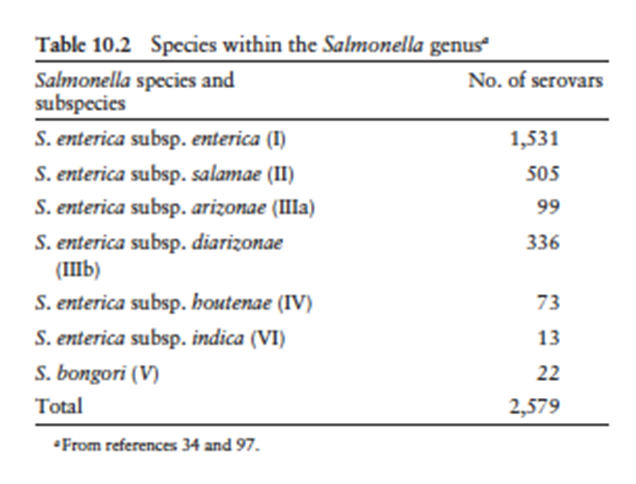 Table 10.2 Species within the Salmonella genusᵃ
Salmonella species and subspecies No. of serovars
S. enterica subsp. enterica (I) 1,531
S. enterica subsp. salamae (II) 505
S. enterica subsp. arizonae (IIIa) 99
S. enterica subsp. diarizonae (IIIb) 336
S. enterica subsp. houtenae (IV) 73
S. enterica subsp. indica (VI) 13
S. bongori (V) 22
Total 2,579
ᵃFrom references 34 and 97.